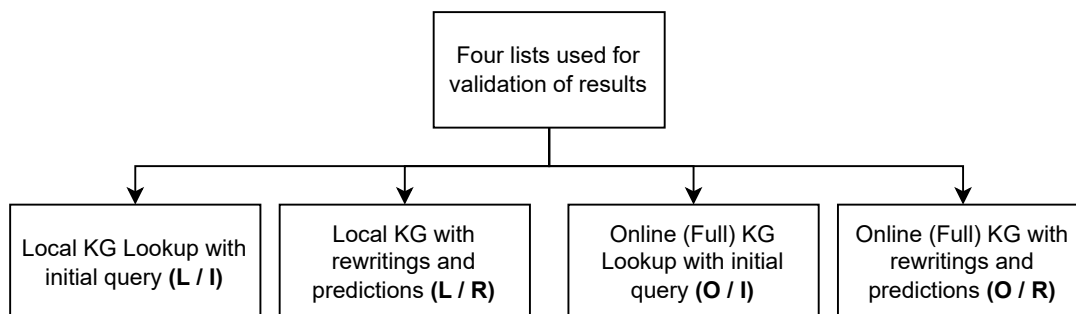 Four lists used for
validation of results
Local KG Lookup with
initial query (L / I)
Local KG with
rewritings and
predictions (L / R)
Online (Full) KG
Lookup with initial
query (O / I)
Online (Full) KG with
rewritings and
predictions (O / R)